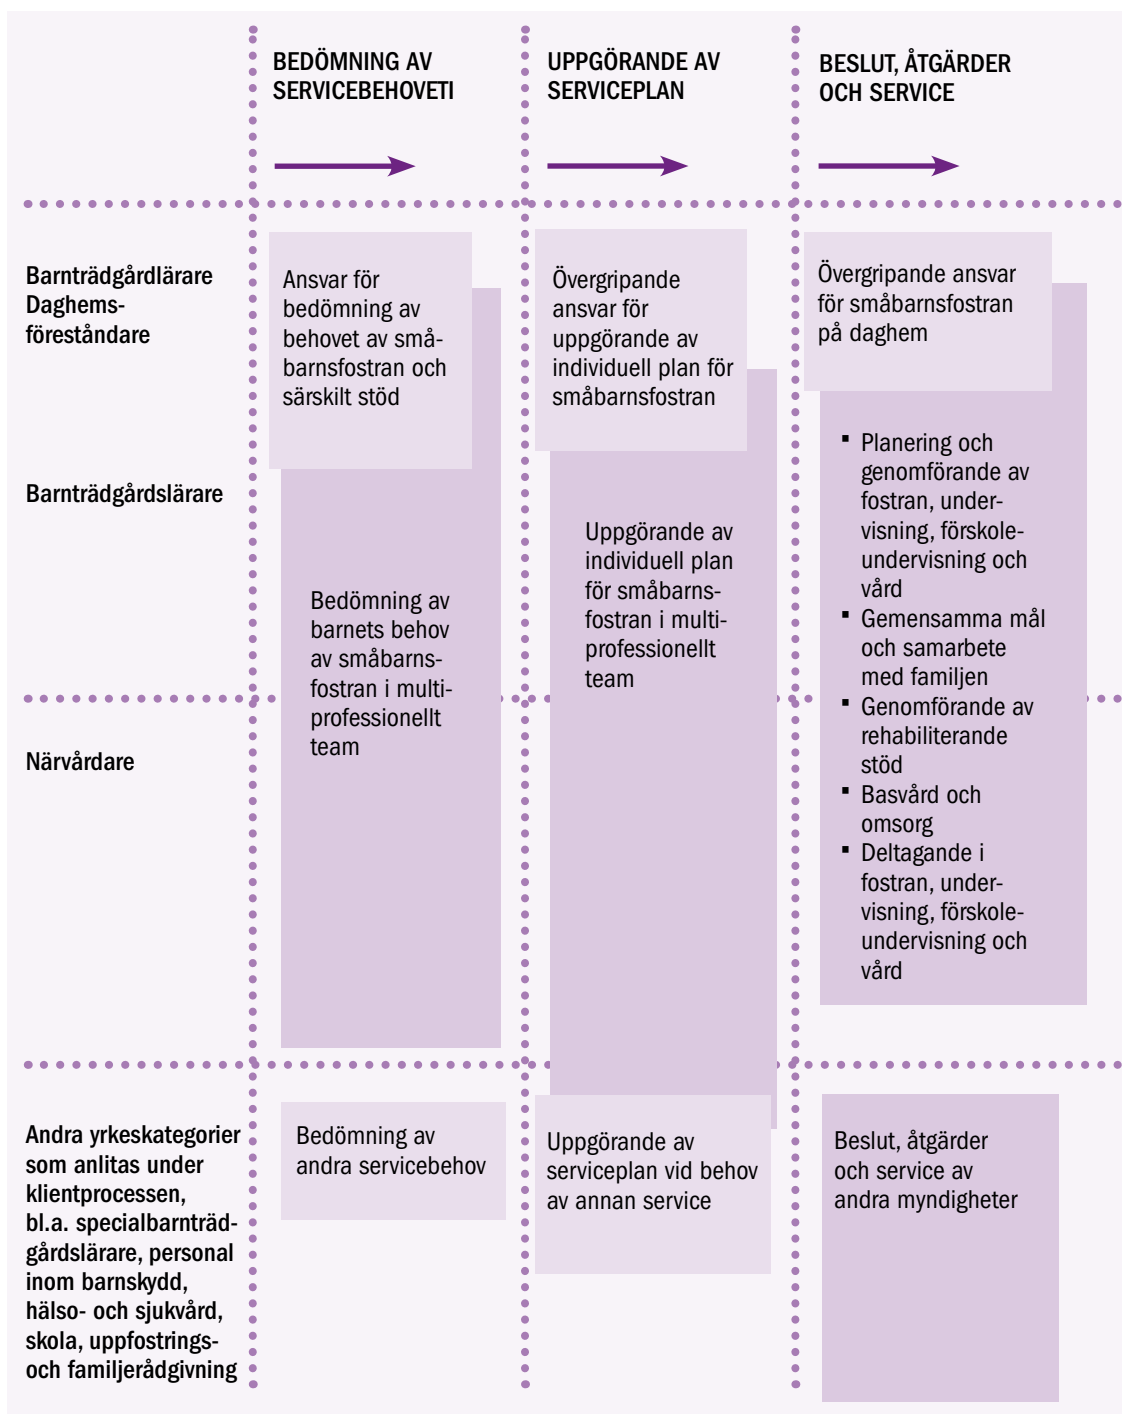 BEDÖMNING AV
SERVICEBEHOVETI
UPPGÖRANDE AV
SERVICEPLAN
BESLUT, ÅTGÄRDER
OCH SERVICE
Barnträdgårdlärare
Daghems-
föreståndare
Ansvar för
bedömning av
behovet av små-
barnsfostran och
särskilt stöd
Övergripande
ansvar för
uppgörande av
individuell plan för
småbarnsfostran
Övergripande ansvar
för småbarnsfostran
på daghem
Barnträdgårdslärare
Bedömning av
barnets behov
av småbarns-
fostran i multi-
professionellt
team
Uppgörande av
individuell plan
för småbarns-
fostran i multi-
professionellt
team
▪ Planering och
genomförande av
fostran, under-
visning, förskole-
undervisning och
vård
▪ Gemensamma mål
och samarbete
med familjen
▪ Genomförande av
rehabiliterande
stöd
▪ Basvård och
omsorg
▪ Deltagande i
fostran, under-
visning, förskole-
undervisning och
vård
Närvårdare
Andra yrkeskategorier
som anlitas under
klientprocessen,
bl.a. specialbarnträd-
gårdslärare, personal
inom barnskydd,
hälso- och sjukvård,
skola, uppfostrings-
och familjerådgivning
Bedömning av
andra servicebehov
Uppgörande av
serviceplan vid behov
av annan service
Beslut, åtgärder
och service av
andra myndigheter